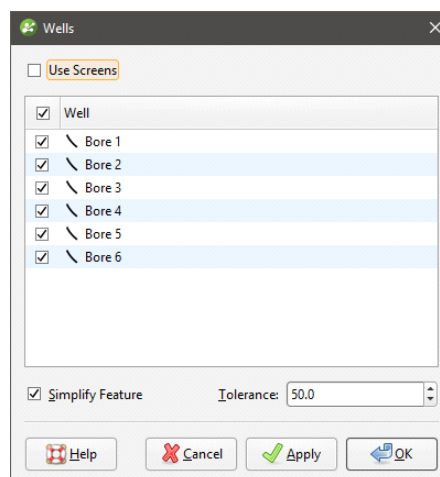 Wells
Use Screens
Well
Bore 1
Bore 2
Bore 3
Bore 4
Bore 5
Bore 6
Simplify Feature Tolerance: 50.0
Help Cancel Apply OK